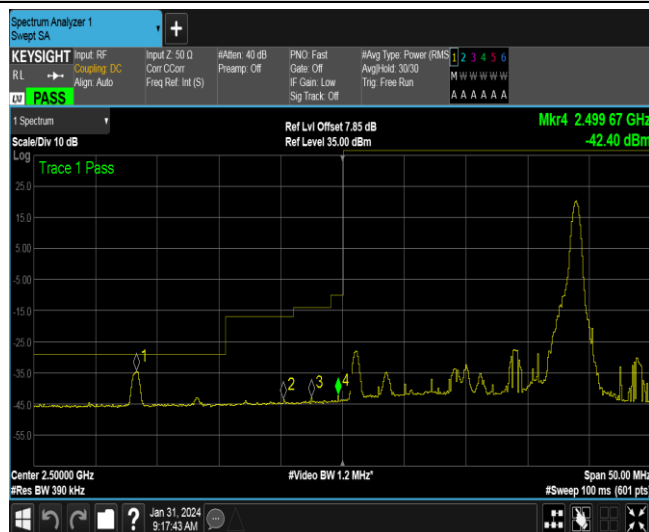 Spectrum Analyzer 1
Swept SA
+
KEYSIGHT
RL
LXI PASS
Input: RF
Coupling: DC
Align: Auto
Input Z: 50 Ω
Corr CCorr
Freq Ref: Int (S)
#Atten: 40 dB
Preamp: Off
PNO: Fast
Gate: Off
IF Gain: Low
Sig Track: Off
#Avg Type: Power (RMS
Avg|Hold: 30/30
Trig: Free Run
1 2 3 4 5 6
M W W W W W
A A A A A A
1 Spectrum
Scale/Div 10 dB
Ref Lvl Offset 7.85 dB
Ref Level 35.00 dBm
Mkr4 2.499 67 GHz
-42.40 dBm
Log
Trace 1 Pass
25.0
15.0
5.00
-5.00
-15.0
-25.0
-35.0
-45.0
-55.0
1
2
3
4
Center 2.50000 GHz
#Res BW 390 kHz
#Video BW 1.2 MHz*
Span 50.00 MHz
#Sweep 100 ms (601 pts)
?
Jan 31, 2024
9:17:43 AM